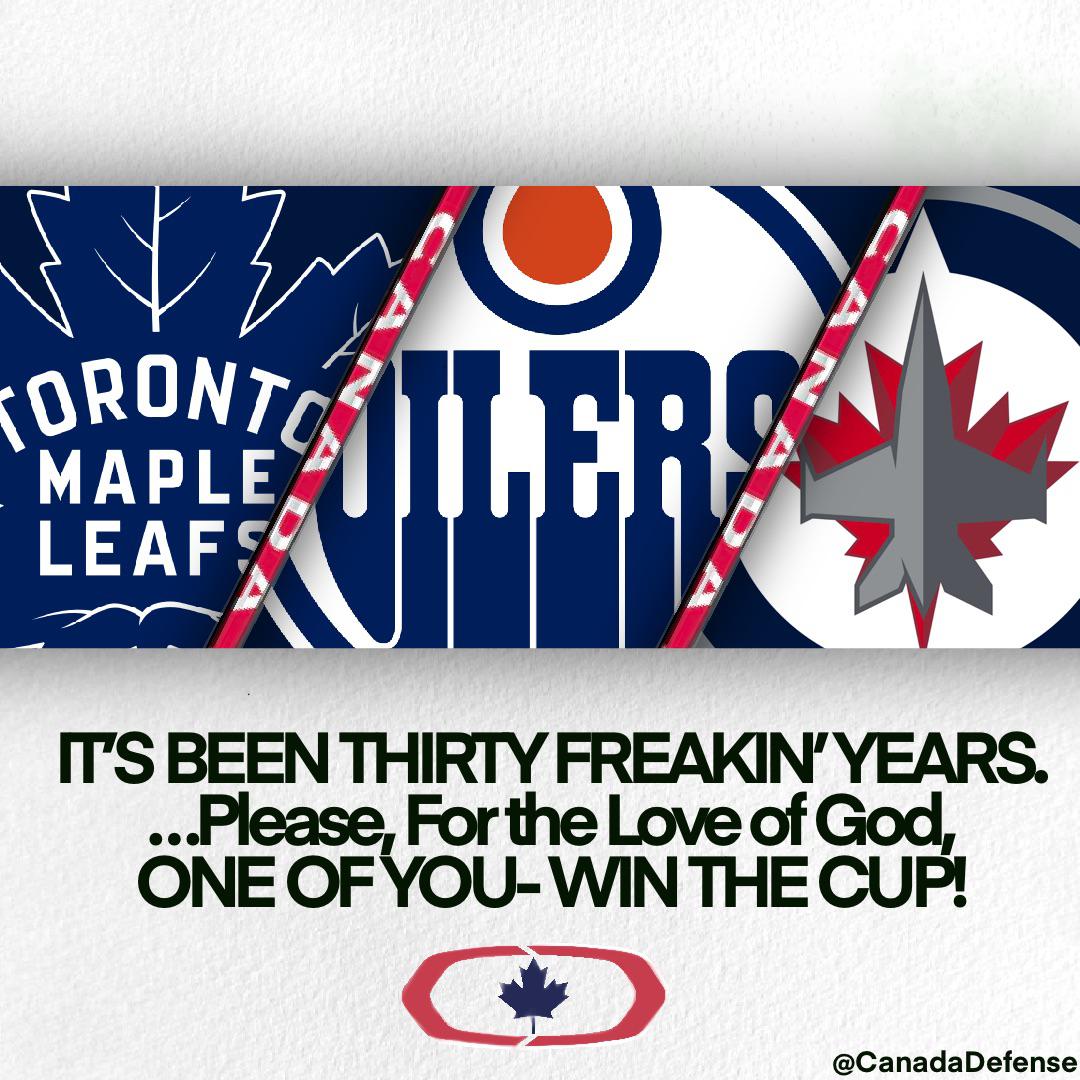 TORONTO
MAPLE
LEAFS
CANADA
OILERS
CANADA
IT'S BEEN THIRTY FREAKIN' YEARS.
...Please, For the Love of God,
ONE OF YOU- WIN THE CUP!
@CanadaDefense